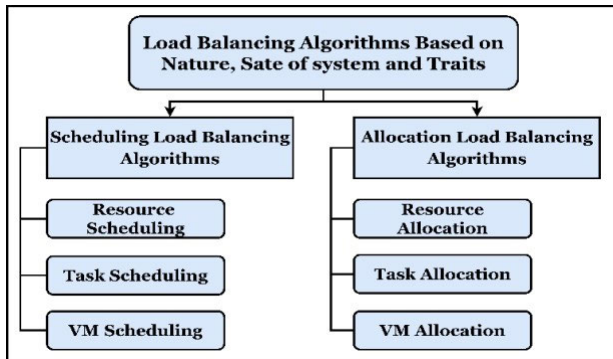 Load Balancing Algorithms Based on
Nature, Sate of system and Traits
Scheduling Load Balancing
Algorithms
Resource
Scheduling
Task Scheduling
VM Scheduling
Allocation Load Balancing
Algorithms
Resource
Allocation
Task Allocation
VM Allocation